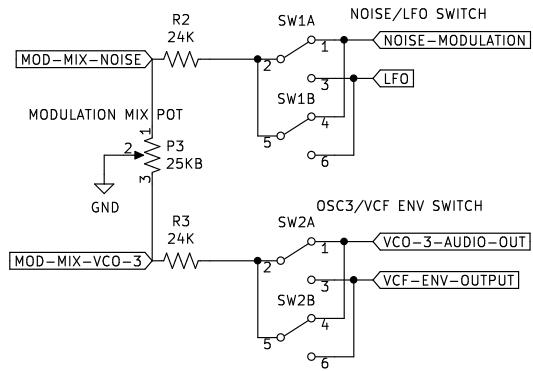 NOISE/LFO SWITCH
R2
24K
SW1A
MOD-MIX-NOISE
2
1
NOISE-MODULATION
3
LFO
SW1B
MODULATION MIX POT
4
1
5
2
P3
25KB
3
6
GND
OSC3/VCF ENV SWITCH
R3
24K
SW2A
MOD-MIX-VCO-3
2
1
VCO-3-AUDIO-OUT
3
VCF-ENV-OUTPUT
SW2B
4
5
6